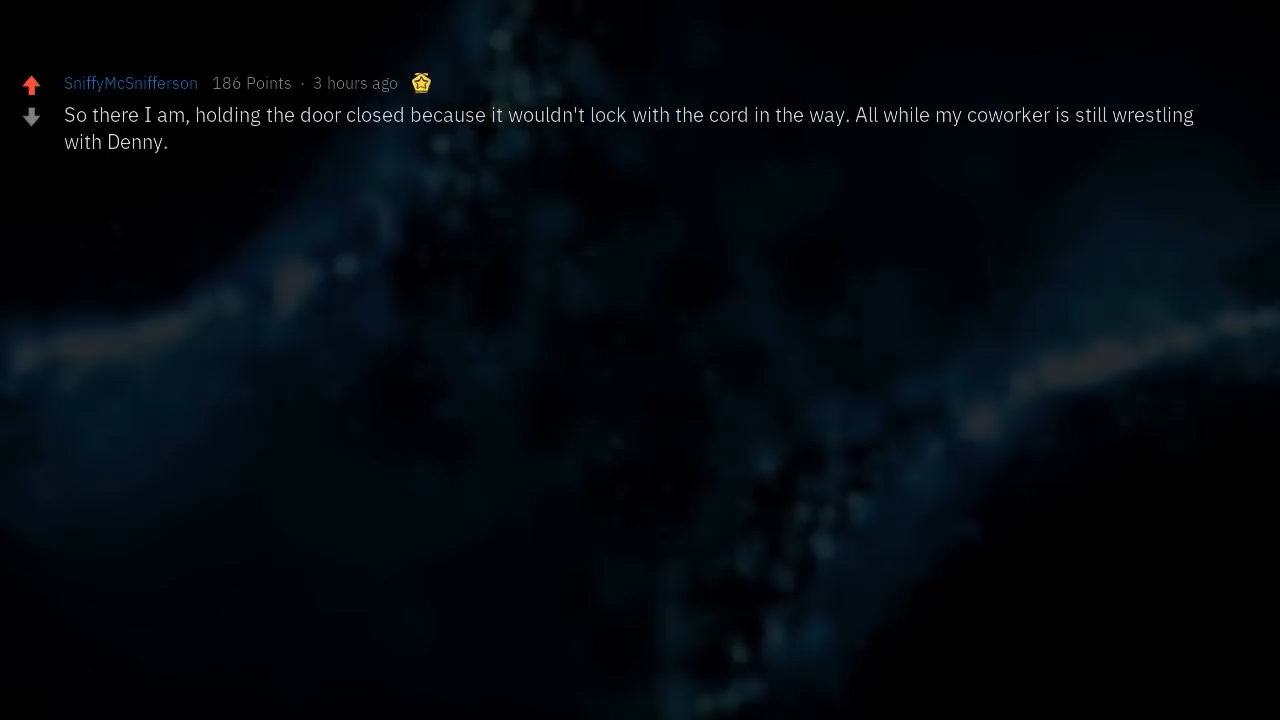 SniffyMcSnifferson 186 Points · 3 hours ago
So there I am, holding the door closed because it wouldn't lock with the cord in the way. All while my coworker is still wrestling
with Denny.